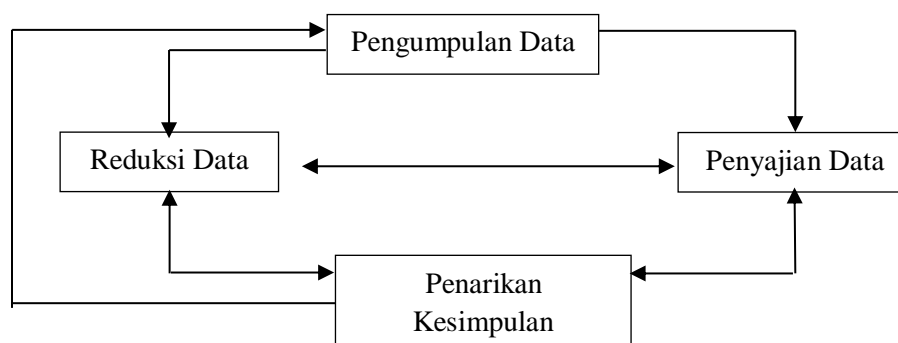 Pengumpulan Data
Reduksi Data
Penyajian Data
Penarikan
Kesimpulan